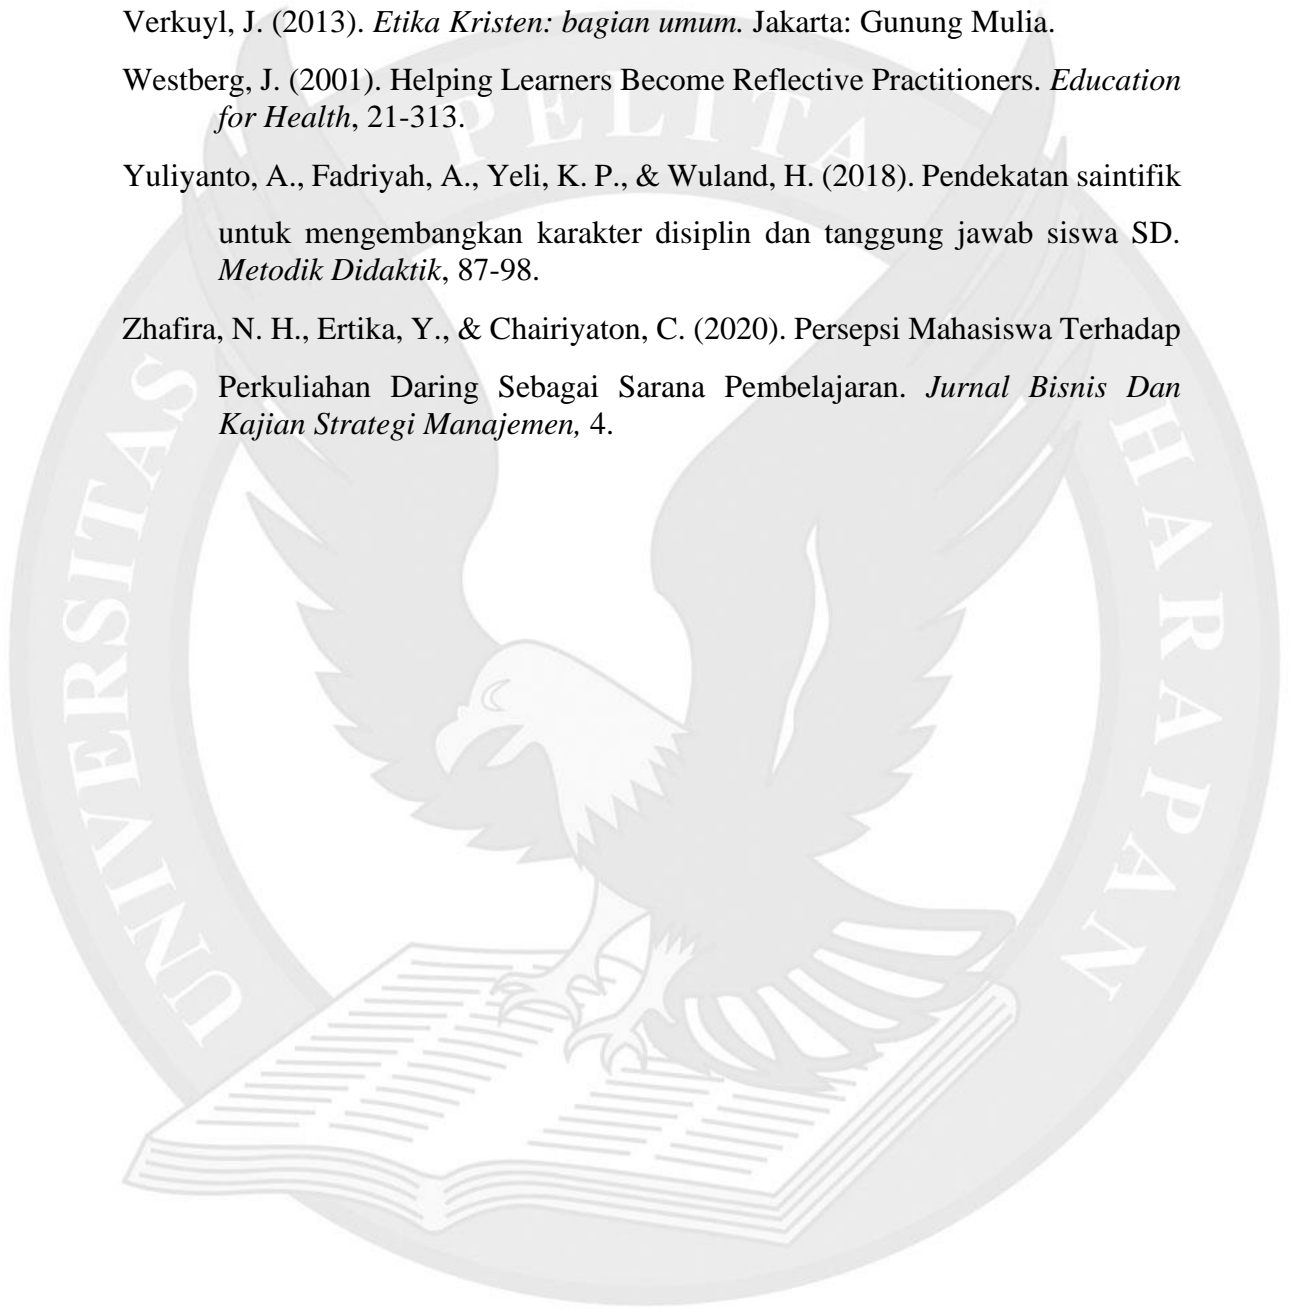 Verkuyl, J. (2013). Etika Kristen: bagian umum. Jakarta: Gunung Mulia.
Westberg, J. (2001). Helping Learners Become Reflective Practitioners. Education
for Health, 21-313.
Yuliyanto, A., Fadriyah, A., Yeli, K. P., & Wuland, H. (2018). Pendekatan saintifik
untuk mengembangkan karakter disiplin dan tanggung jawab siswa SD.
Metodik Didaktik, 87-98.
Zhafira, N. H., Ertika, Y., & Chairiyaton, C. (2020). Persepsi Mahasiswa Terhadap
Perkuliahan Daring Sebagai Sarana Pembelajaran. Jurnal Bisnis Dan
Kajian Strategi Manajemen, 4.
UNIVERSITAS PELITA HARAPAN